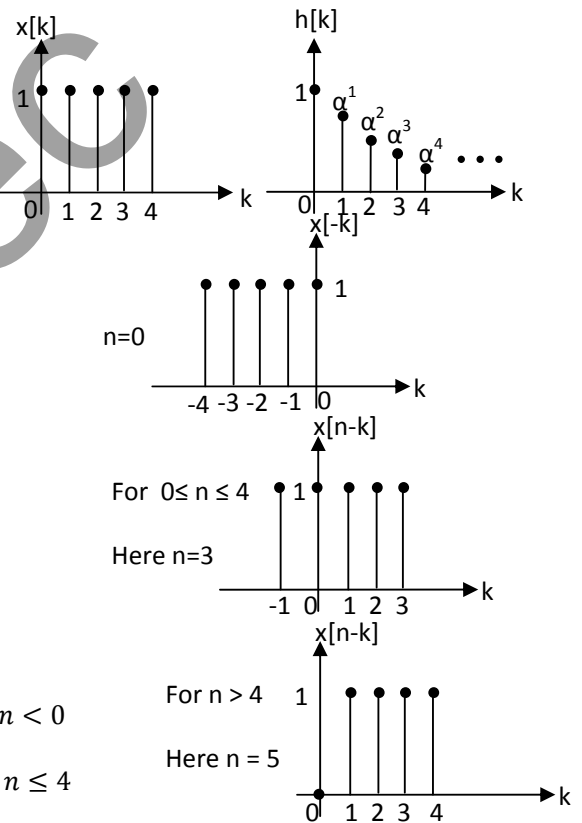 x[k]
h[k]
1
1
α¹
α²
α³
α⁴
• • •
k
k
0 1 2 3 4
0 1 2 3 4
x[-k]
1
n=0
k
-4 -3 -2 -1 0
x[n-k]
For 0≤ n ≤ 4
1
Here n=3
k
-1 0 1 2 3
x[n-k]
For n > 4
1
n < 0
Here n = 5
n ≤ 4
k
0 1 2 3 4